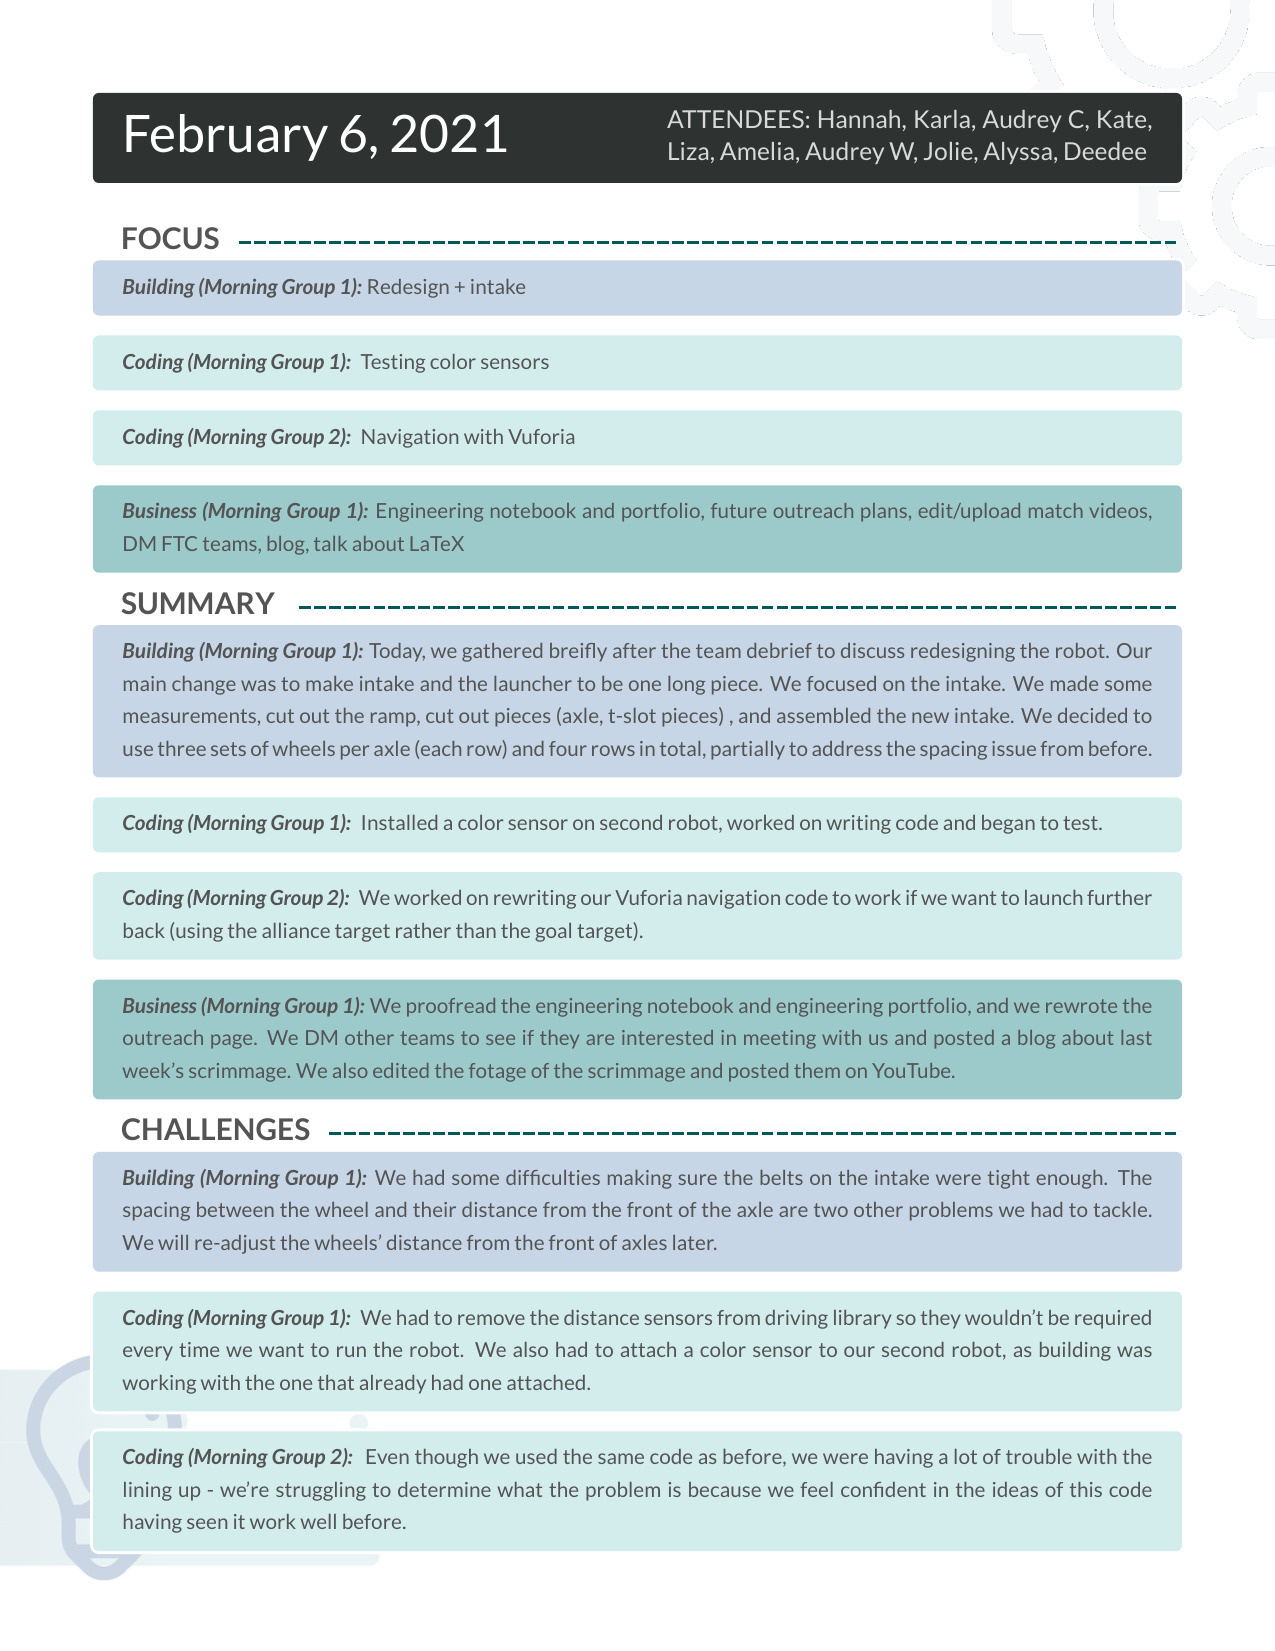 February 6, 2021
ATTENDEES: Hannah, Karla, Audrey C, Kate,
Liza, Amelia, Audrey W, Jolie, Alyssa, Deedee
FOCUS
Building (Morning Group 1): Redesign + intake
Coding (Morning Group 1): Testing color sensors
Coding (Morning Group 2): Navigation with Vuforia
Business (Morning Group 1): Engineering notebook and portfolio, future outreach plans, edit/upload match videos,
DM FTC teams, blog, talk about LaTeX
SUMMARY
Building (Morning Group 1): Today, we gathered breifly after the team debrief to discuss redesigning the robot. Our
main change was to make intake and the launcher to be one long piece. We focused on the intake. We made some
measurements, cut out the ramp, cut out pieces (axle, t-slot pieces) , and assembled the new intake. We decided to
use three sets of wheels per axle (each row) and four rows in total, partially to address the spacing issue from before.
Coding (Morning Group 1): Installed a color sensor on second robot, worked on writing code and began to test.
Coding (Morning Group 2): We worked on rewriting our Vuforia navigation code to work if we want to launch further
back (using the alliance target rather than the goal target).
Business (Morning Group 1): We proofread the engineering notebook and engineering portfolio, and we rewrote the
outreach page. We DM other teams to see if they are interested in meeting with us and posted a blog about last
week's scrimmage. We also edited the fotage of the scrimmage and posted them on YouTube.
CHALLENGES
Building (Morning Group 1): We had some difficulties making sure the belts on the intake were tight enough. The
spacing between the wheel and their distance from the front of the axle are two other problems we had to tackle.
We will re-adjust the wheels' distance from the front of axles later.
Coding (Morning Group 1): We had to remove the distance sensors from driving library so they wouldn't be required
every time we want to run the robot. We also had to attach a color sensor to our second robot, as building was
working with the one that already had one attached.
Coding (Morning Group 2): Even though we used the same code as before, we were having a lot of trouble with the
lining up - we're struggling to determine what the problem is because we feel confident in the ideas of this code
having seen it work well before.